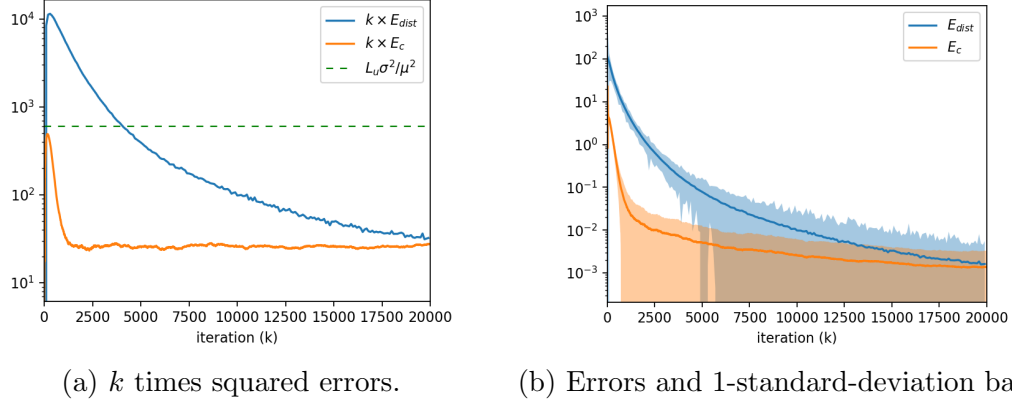 10⁴
10³
10²
10¹
k × E_dist
k × E_c
L_uσ²/μ²
0 2500 5000 7500 10000 12500 15000 17500 20000
iteration (k)
(a) k times squared errors.
10³
10²
10¹
10⁰
10⁻¹
10⁻²
10⁻³
E_dist
E_c
0 2500 5000 7500 10000 12500 15000 17500 20000
iteration (k)
(b) Errors and 1-standard-deviation ba